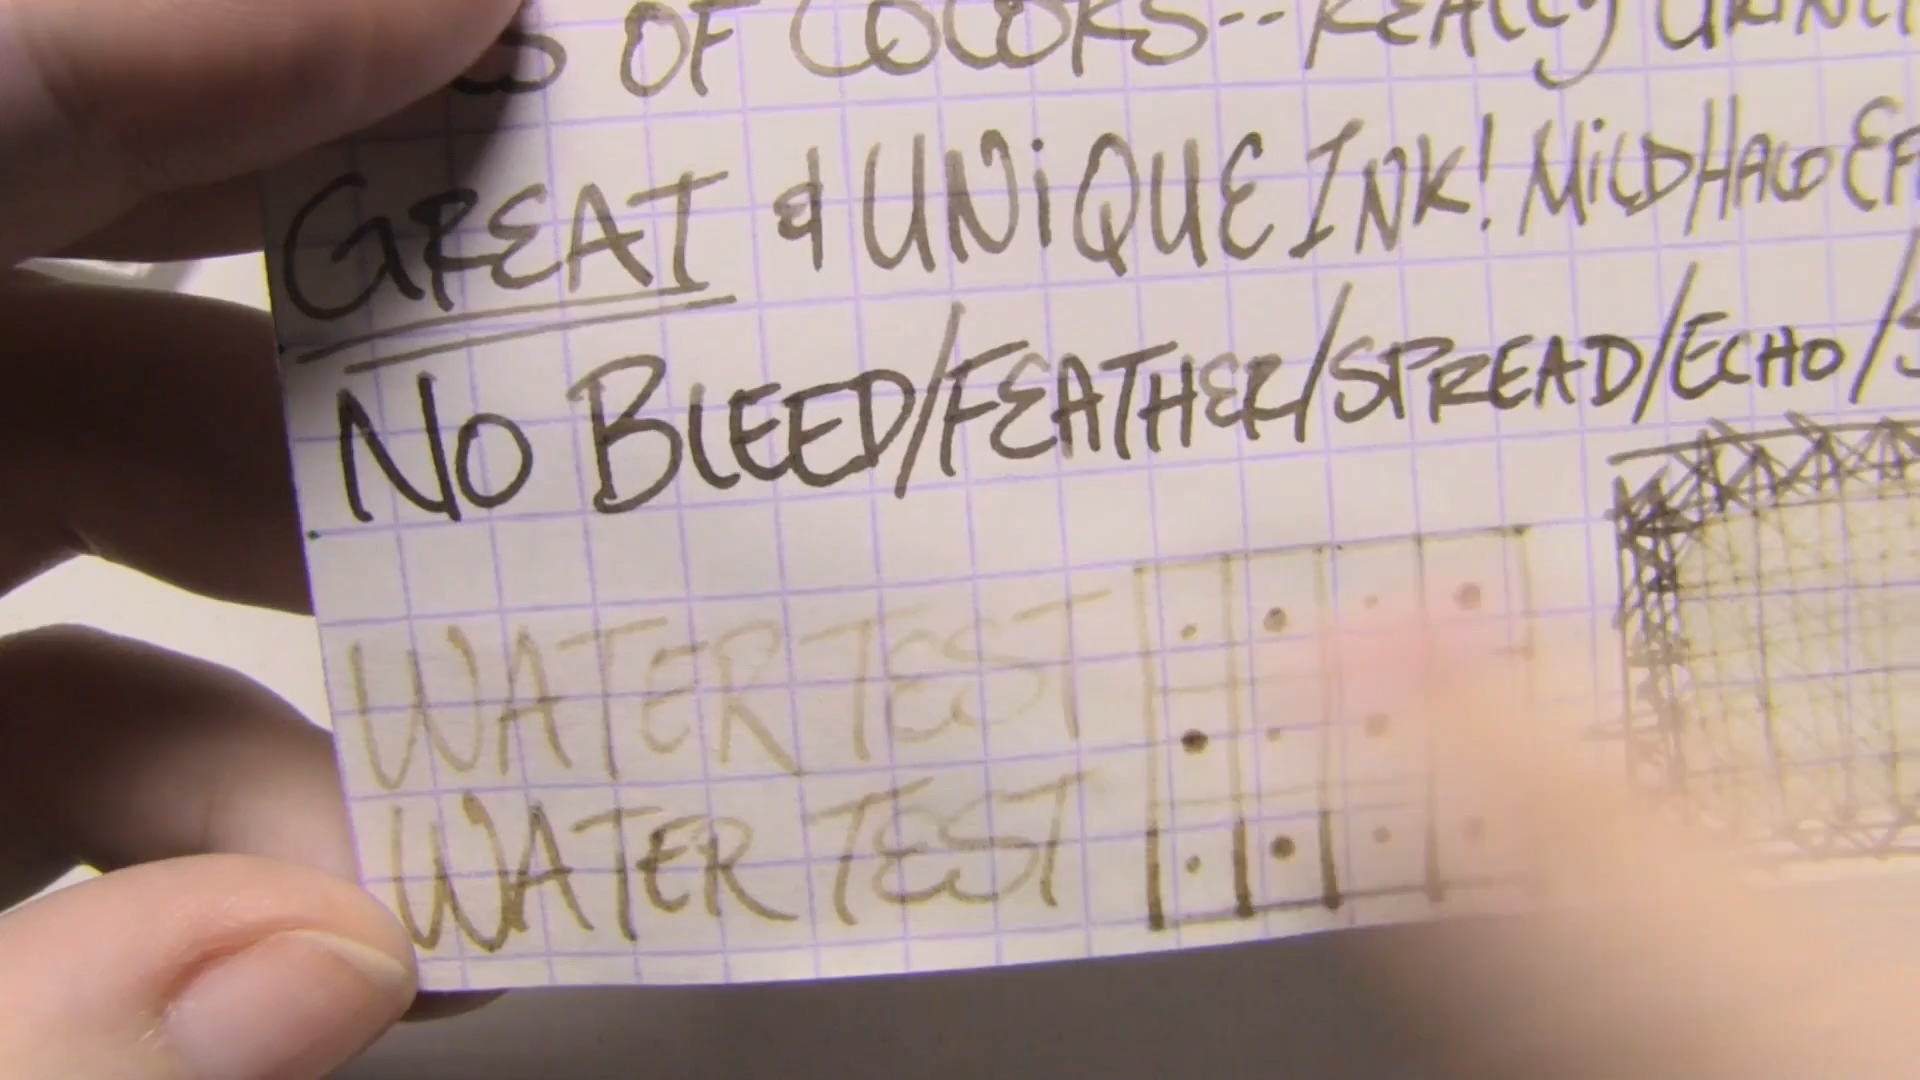 OF COLORS--REALLY
GREAT & UNIQUE INK! MILD HALO
NO BLEED/FEATHER/SPREAD/ECHO/
WATER TEST
WATER TEST